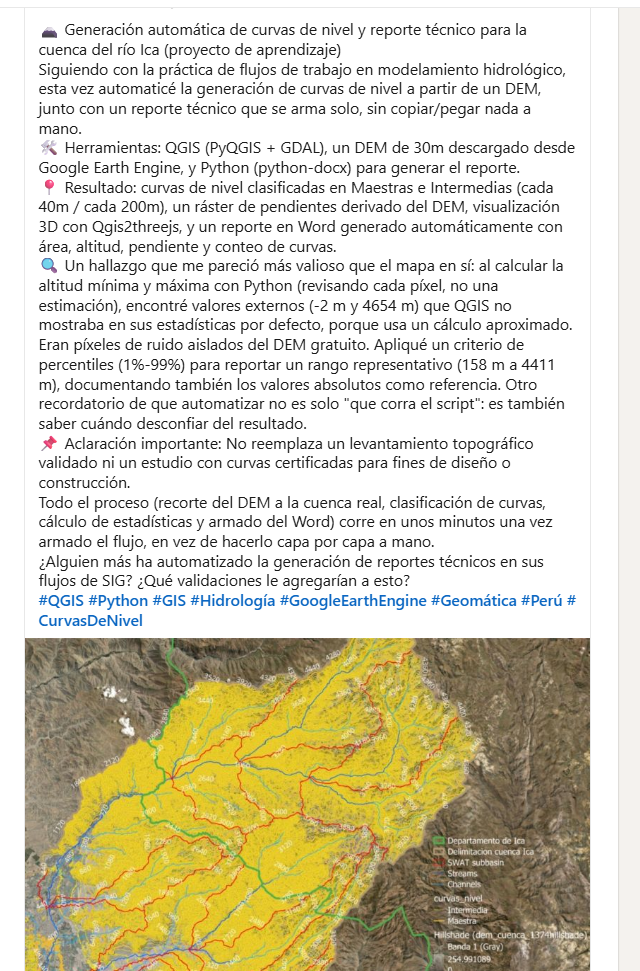 🏔️ Generación automática de curvas de nivel y reporte técnico para la
cuenca del río Ica (proyecto de aprendizaje)
Siguiendo con la práctica de flujos de trabajo en modelamiento hidrológico,
esta vez automaticé la generación de curvas de nivel a partir de un DEM,
junto con un reporte técnico que se arma solo, sin copiar/pegar nada a
mano.
🛠️ Herramientas: QGIS (PyQGIS + GDAL), un DEM de 30m descargado desde
Google Earth Engine, y Python (python-docx) para generar el reporte.
📍 Resultado: curvas de nivel clasificadas en Maestras e Intermedias (cada
40m / cada 200m), un ráster de pendientes derivado del DEM, visualización
3D con Qgis2threejs, y un reporte en Word generado automáticamente con
área, altitud, pendiente y conteo de curvas.
🔍 Un hallazgo que me pareció más valioso que el mapa en sí: al calcular la
altitud mínima y máxima con Python (revisando cada píxel, no una
estimación), encontré valores externos (-2 m y 4654 m) que QGIS no
mostraba en sus estadísticas por defecto, porque usa un cálculo aproximado.
Eran píxeles de ruido aislados del DEM gratuito. Apliqué un criterio de
percentiles (1%-99%) para reportar un rango representativo (158 m a 4411
m), documentando también los valores absolutos como referencia. Otro
recordatorio de que automatizar no es solo "que corra el script": es también
saber cuándo desconfiar del resultado.
📌 Aclaración importante: No reemplaza un levantamiento topográfico
validado ni un estudio con curvas certificadas para fines de diseño o
construcción.
Todo el proceso (recorte del DEM a la cuenca real, clasificación de curvas,
cálculo de estadísticas y armado del Word) corre en unos minutos una vez
armado el flujo, en vez de hacerlo capa por capa a mano.
¿Alguien más ha automatizado la generación de reportes técnicos en sus
flujos de SIG? ¿Qué validaciones le agregarían a esto?
#QGIS #Python #GIS #Hidrología #GoogleEarthEngine #Geomática #Perú #
CurvasDeNivel
Departamento de Ica
Delimitacion cuenca Ica
SWAT subbasin
Streams
Channels
curvas_nivel
Intermedia
Maestra
Banda 1 (Gray)
254.991089